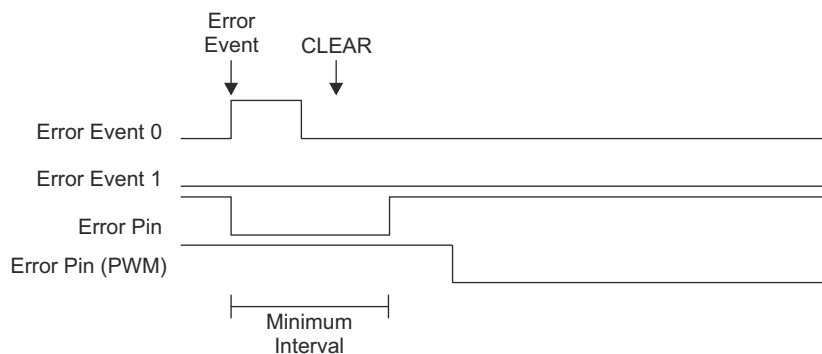 Error
Event
CLEAR
Error Event 0
Error Event 1
Error Pin
Error Pin (PWM)
Minimum
Interval